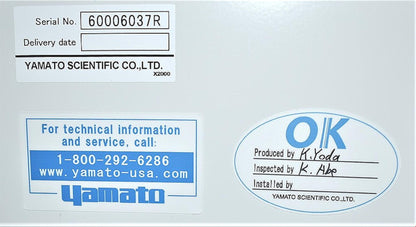 Serial No. 60006037R
Delivery date
YAMATO SCIENTIFIC CO.,LTD.
X2000
For technical information
and service, call:
1-800-292-6286
www.yamato-usa.com
yamato
OK
Produced by K.Yoda
Inspected by K. Abe
Installed by
YAMATO SCIENTIFIC CO.,LTD.